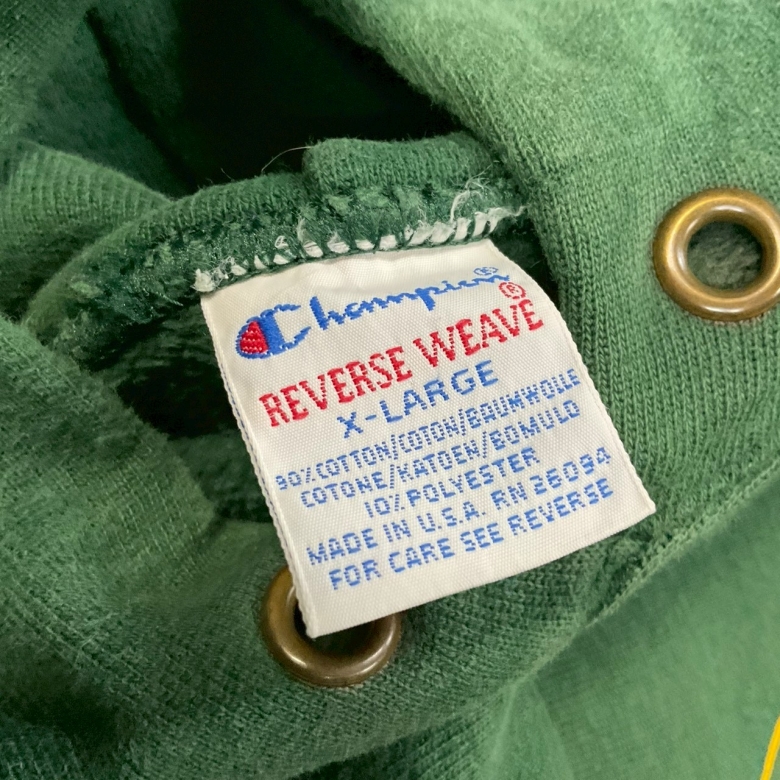 Champion®
REVERSE WEAVE®
X-LARGE
90%COTTON/COTON/BAUMWOLLE
COTONE/KATOEN/BOMULD
10% POLYESTER
MADE IN U.S.A. RN 26094
FOR CARE SEE REVERSE